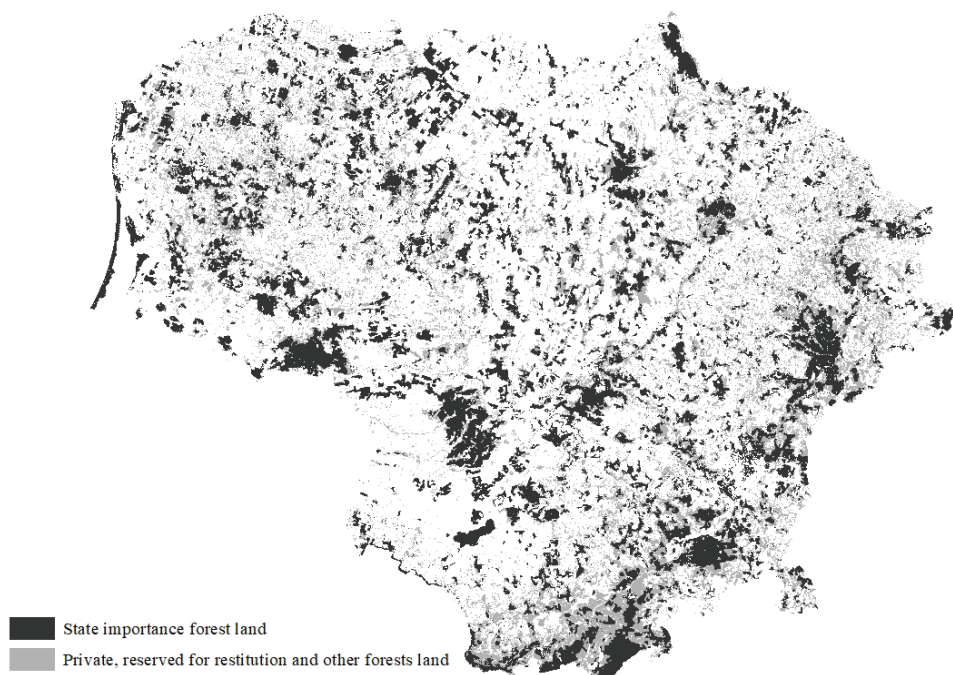 State importance forest land
Private, reserved for restitution and other forests land